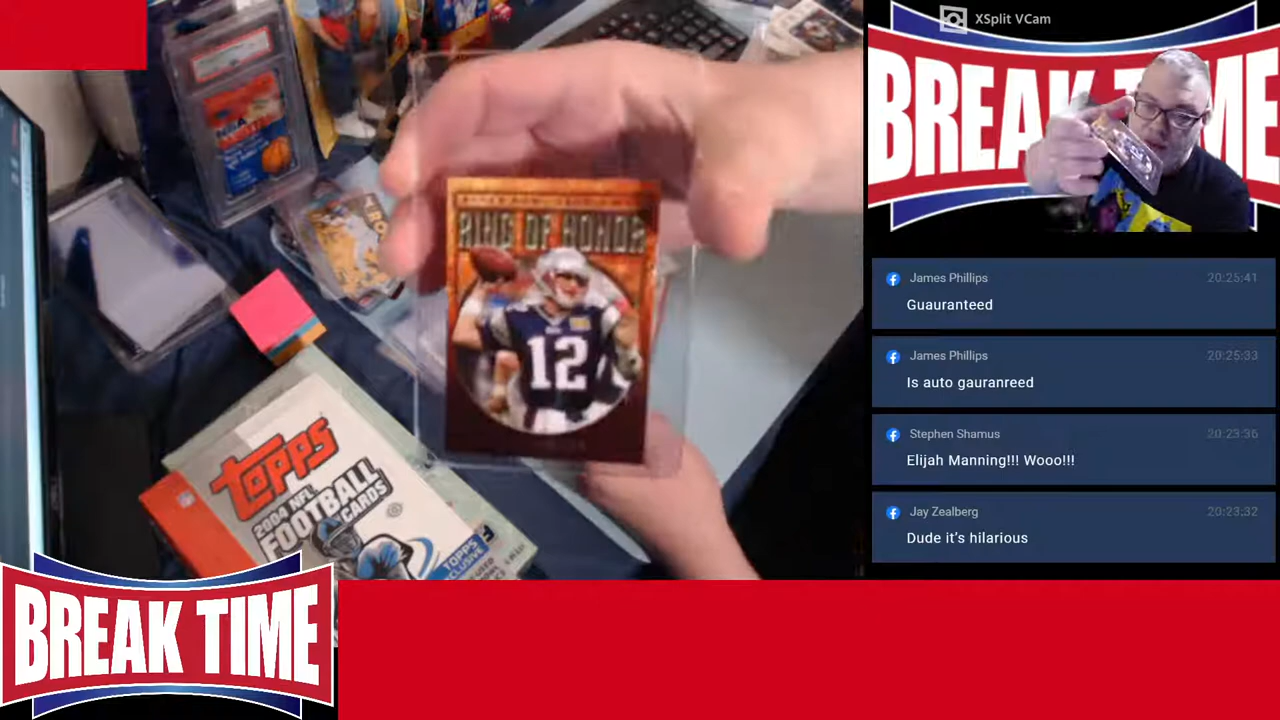 XSplit VCam
BREAK TIME
RING OF HONOR
12
topps
2004 NFL
FOOTBALL
CARDS
TOPPS
James Phillips
20:25:41
Guauranteed
James Phillips
20:25:33
Is auto gauranreed
Stephen Shamus
20:23:36
Elijah Manning!!! Wooo!!!
Jay Zealberg
20:23:32
Dude it's hilarious
BREAK TIME